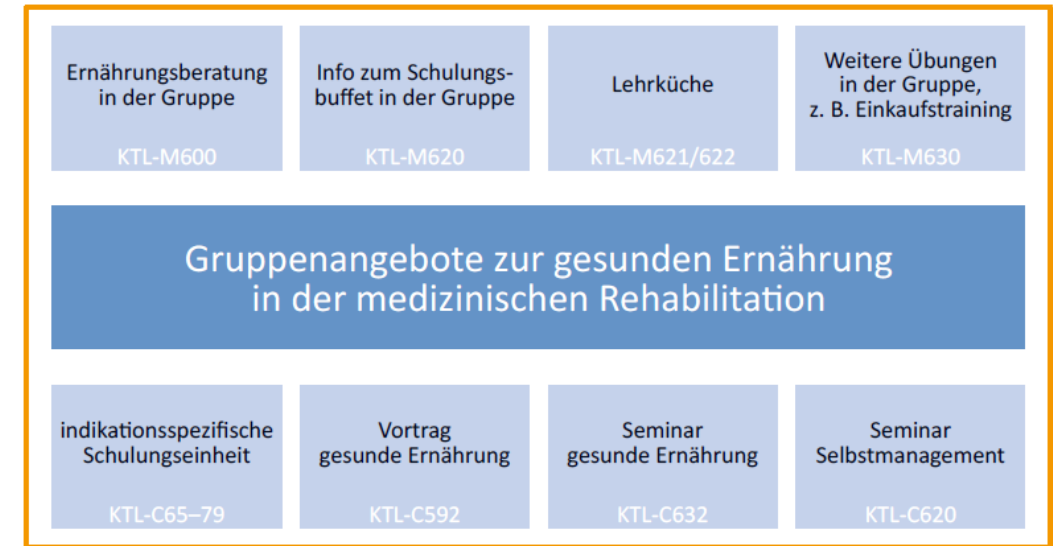 Ernährungsberatung
in der Gruppe
KTL-M600
Info zum Schulungs-
buffet in der Gruppe
KTL-M620
Lehrküche
KTL-M621/622
Weitere Übungen
in der Gruppe,
z. B. Einkaufstraining
KTL-M630
Gruppenangebote zur gesunden Ernährung
in der medizinischen Rehabilitation
indikationsspezifische
Schulungseinheit
KTL-C65–79
Vortrag
gesunde Ernährung
KTL-C592
Seminar
gesunde Ernährung
KTL-C632
Seminar
Selbstmanagement
KTL-C620